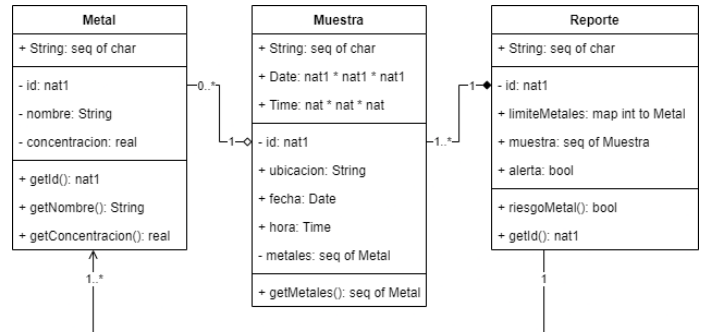 Metal
+ String: seq of char
- id: nat1
- nombre: String
- concentracion: real
+ getId(): nat1
+ getNombre(): String
+ getConcentracion(): real
0..*
1
Muestra
+ String: seq of char
+ Date: nat1 * nat1 * nat1
+ Time: nat * nat * nat
- id: nat1
+ ubicacion: String
+ fecha: Date
+ hora: Time
- metales: seq of Metal
+ getMetales(): seq of Metal
1
1..*
Reporte
+ String: seq of char
- id: nat1
+ limiteMetales: map int to Metal
+ muestra: seq of Muestra
+ alerta: bool
+ riesgoMetal(): bool
+ getId(): nat1
1..*
1